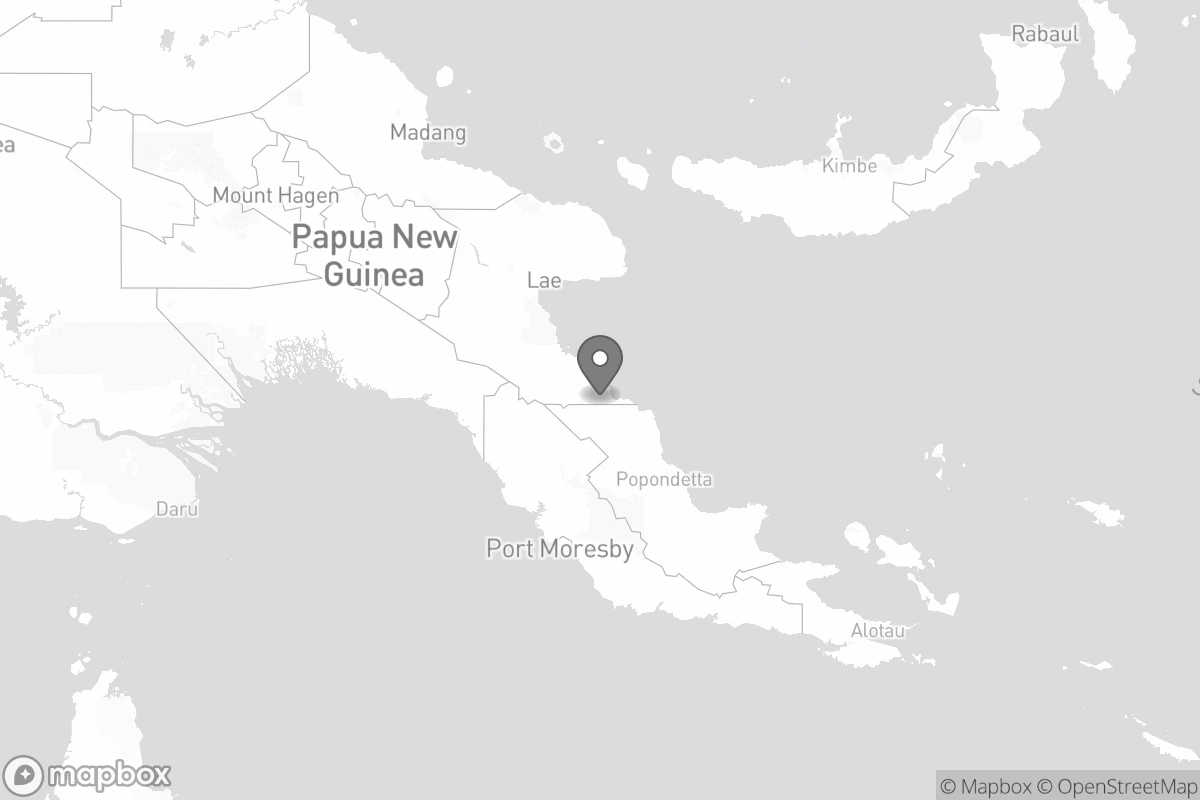 Rabaul
Madang
ea
Kimbe
Mount Hagen
Papua New
Guinea
Lae
Popondetta
Daru
Port Moresby
Alotau
mapbox
© Mapbox © OpenStreetMap